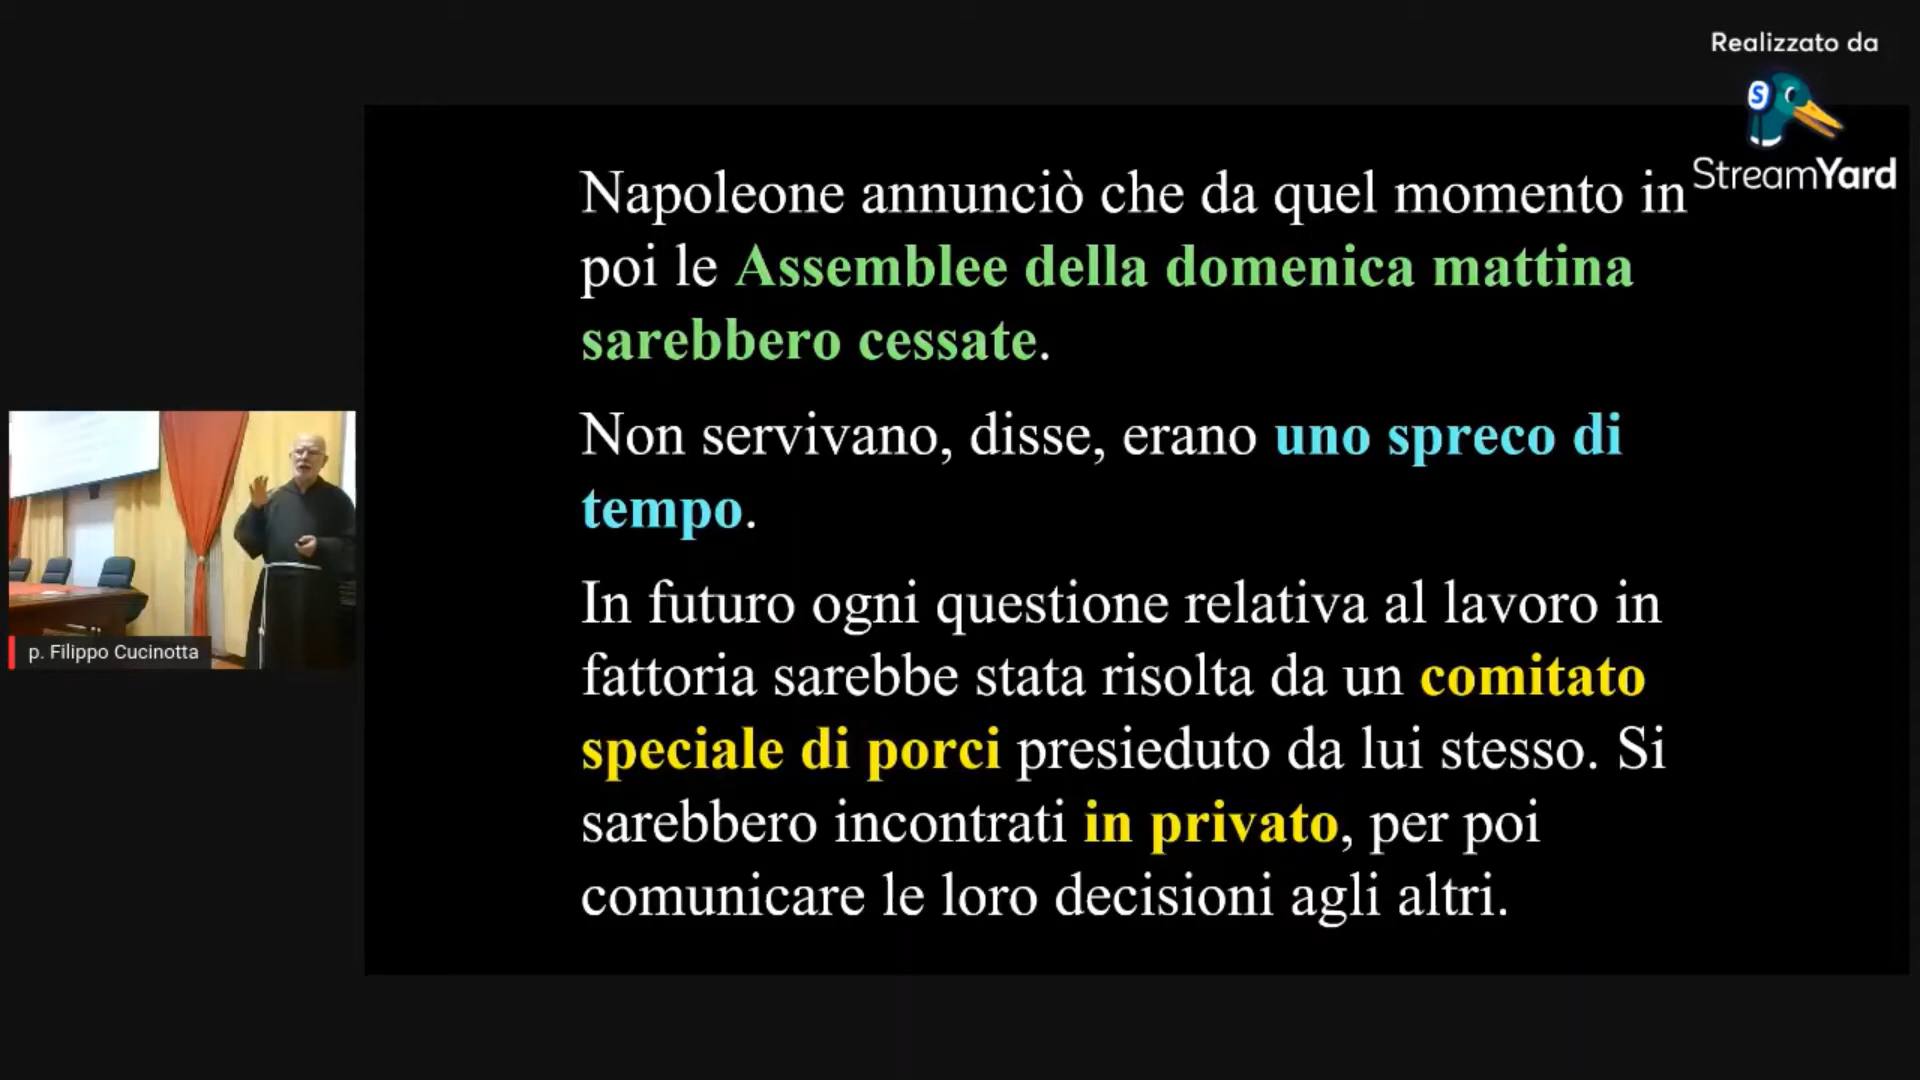 Realizzato da
StreamYard
Napoleone annunciò che da quel momento in
poi le Assemblee della domenica mattina
sarebbero cessate.
Non servivano, disse, erano uno spreco di
tempo.
In futuro ogni questione relativa al lavoro in
fattoria sarebbe stata risolta da un comitato
speciale di porci presieduto da lui stesso. Si
sarebbero incontrati in privato, per poi
comunicare le loro decisioni agli altri.
p. Filippo Cucinotta